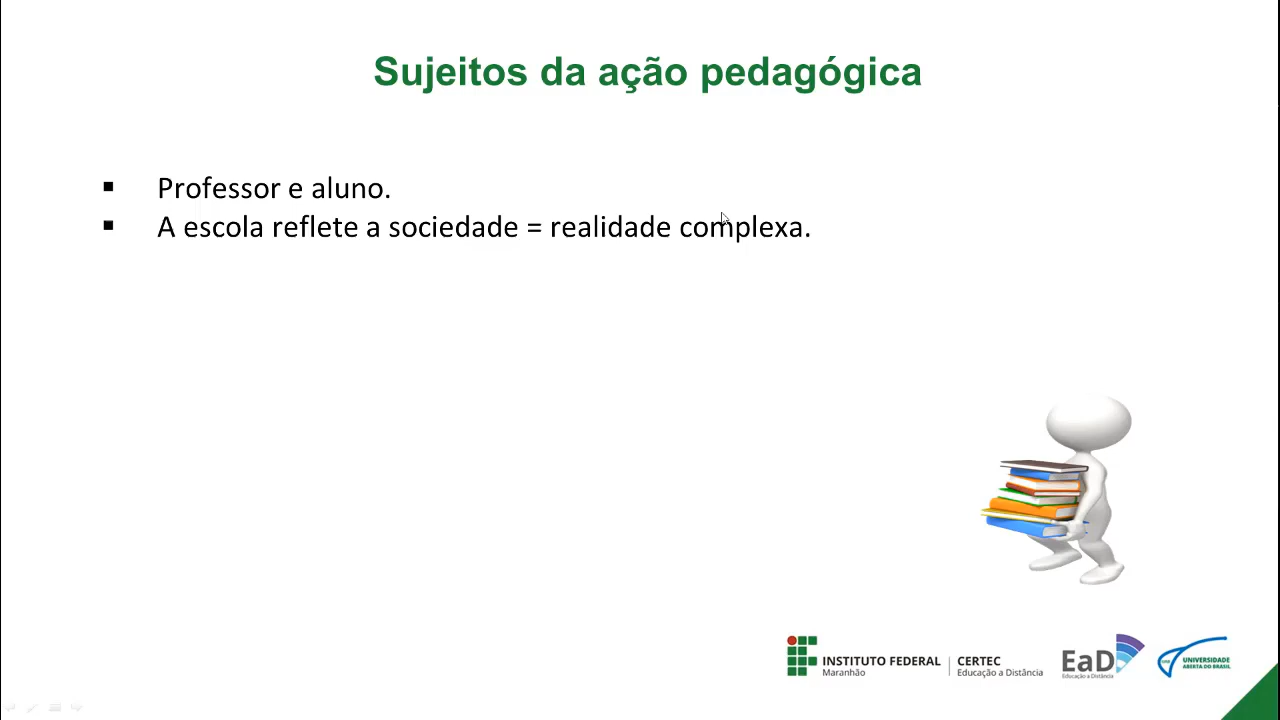 Sujeitos da ação pedagógica
▪ Professor e aluno.
▪ A escola reflete a sociedade = realidade complexa.
INSTITUTO FEDERAL
Maranhão
CERTEC
Educação a Distância
EaD
Educação a Distância
UNIVERSIDADE
ABERTA DO BRASIL